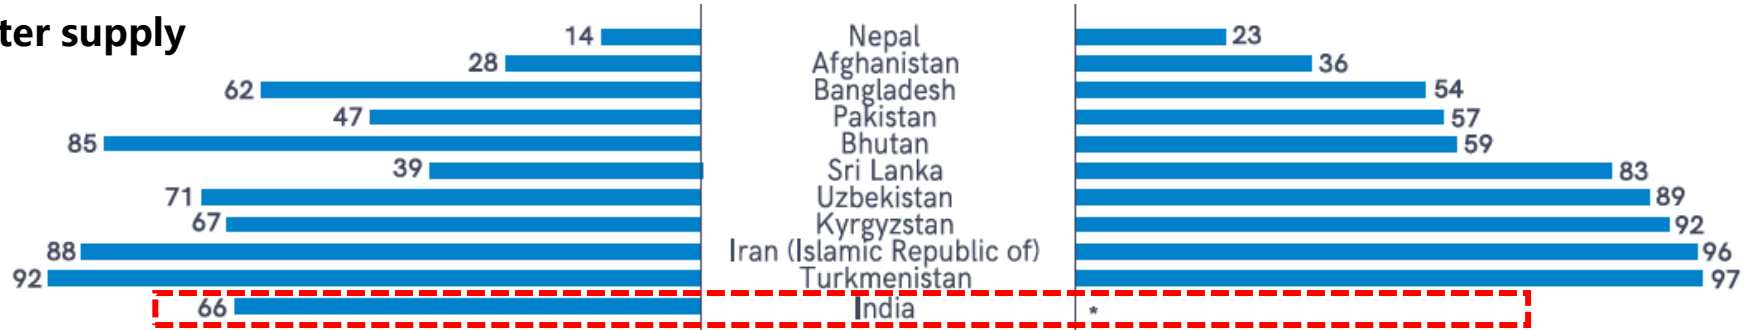 ter supply
14 Nepal 23
28 Afghanistan 36
62 Bangladesh 54
47 Pakistan 57
85 Bhutan 59
39 Sri Lanka 83
71 Uzbekistan 89
67 Kyrgyzstan 92
88 Iran (Islamic Republic of) 96
92 Turkmenistan 97
66 India *